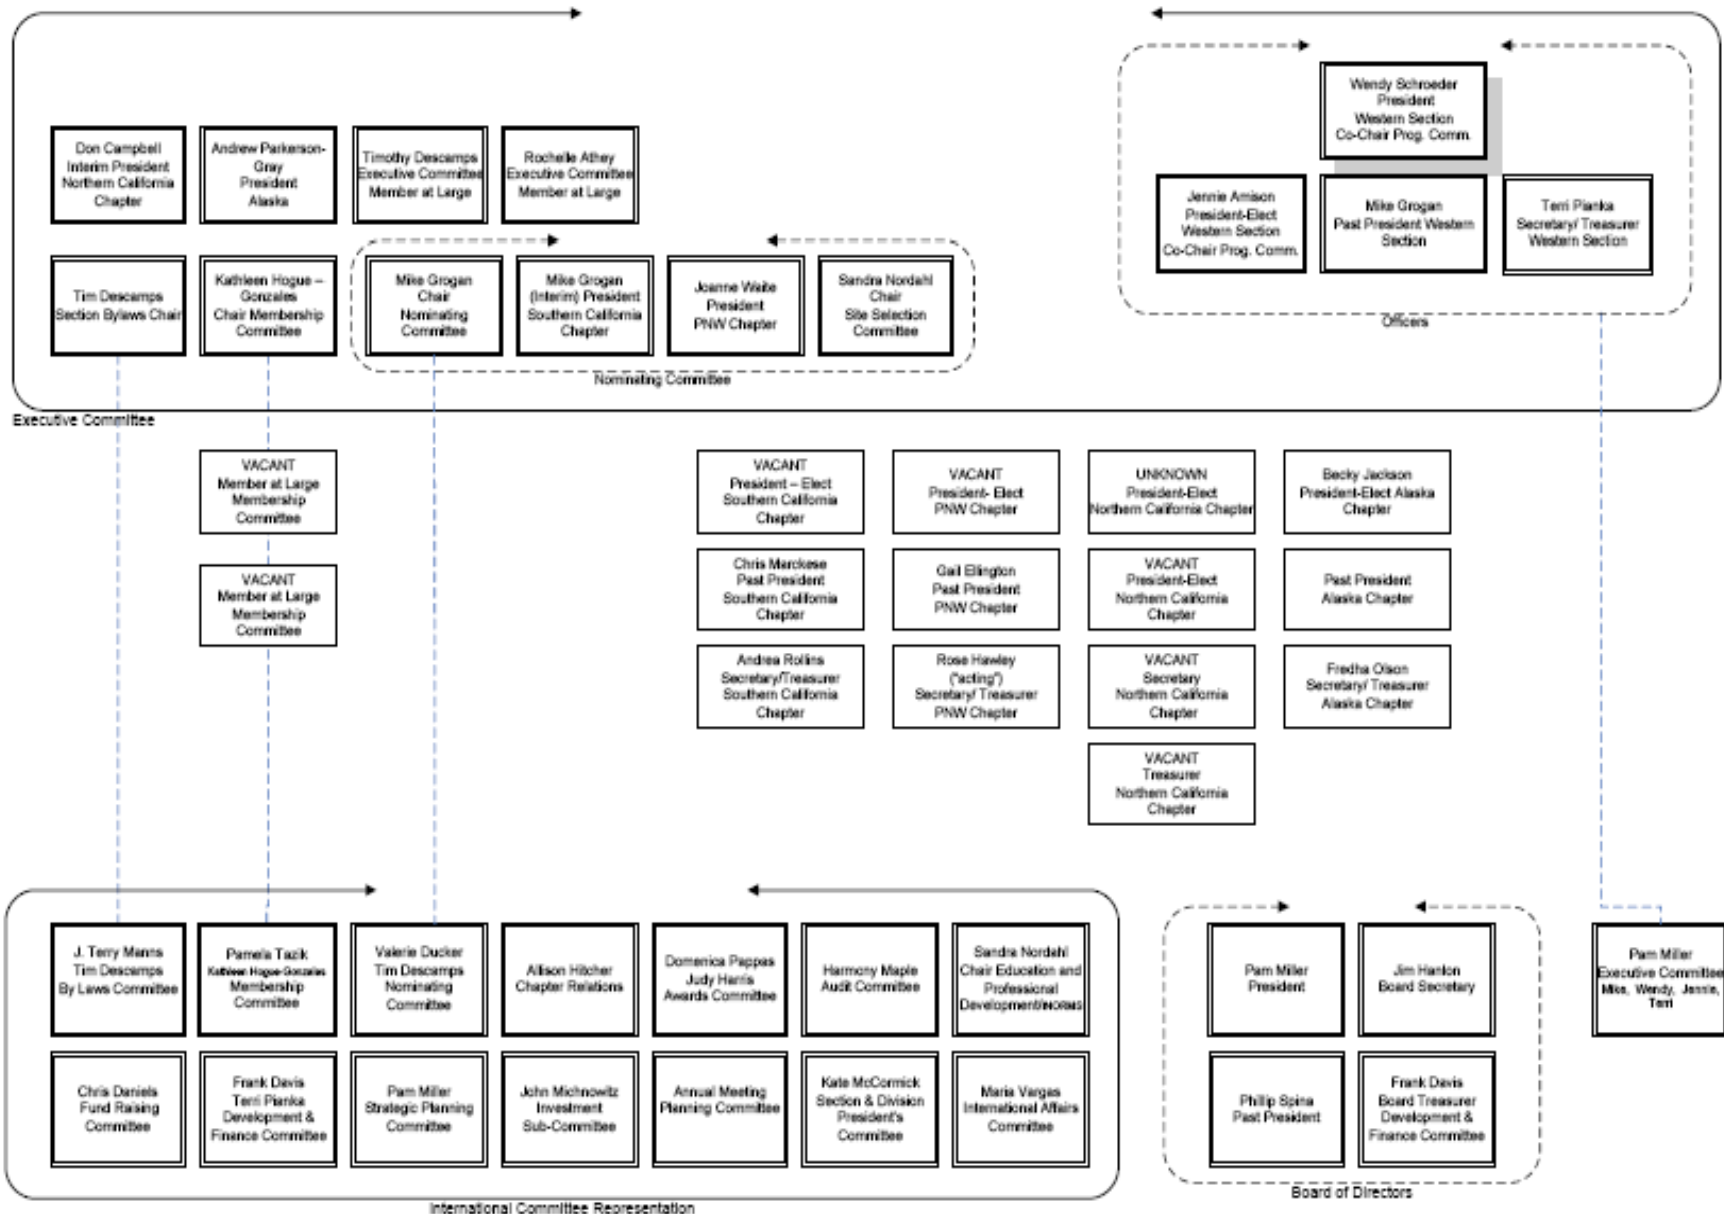 Wendy Schroeder
President
Western Section
Co-Chair Prog. Comm.
Don Campbell
Interim President
Northern California
Chapter
Andrew Parkerson-
Gray
President
Alaska
Timothy Descamps
Executive Committee
Member at Large
Rochelle Athey
Executive Committee
Member at Large
Jennie Amison
President-Elect
Western Section
Co-Chair Prog. Comm.
Mike Grogan
Past President Western
Section
Terri Pianka
Secretary/ Treasurer
Western Section
Officers
Tim Descamps
Section Bylaws Chair
Kathleen Hogue –
Gonzales
Chair Membership
Committee
Mike Grogan
Chair
Nominating
Committee
Mike Grogan
(Interim) President
Southern California
Chapter
Joanne Waite
President
PNW Chapter
Sandra Nordahl
Chair
Site Selection
Committee
Nominating Committee
Executive Committee
VACANT
Member at Large
Membership
Committee
VACANT
Member at Large
Membership
Committee
VACANT
President – Elect
Southern California
Chapter
VACANT
President- Elect
PNW Chapter
UNKNOWN
President-Elect
Northern California Chapter
Becky Jackson
President-Elect Alaska
Chapter
Chris Marckese
Past President
Southern California
Chapter
Gail Ellington
Past President
PNW Chapter
VACANT
President-Elect
Northern California
Chapter
Past President
Alaska Chapter
Andrea Rollins
Secretary/Treasurer
Southern California
Chapter
Rose Hawley
("acting")
Secretary/ Treasurer
PNW Chapter
VACANT
Secretary
Northern California
Chapter
Fredha Olson
Secretary/ Treasurer
Alaska Chapter
VACANT
Treasurer
Northern California
Chapter
J. Terry Manns
Tim Descamps
By Laws Committee
Pamela Tazik
Kathleen Hogue-Gonzales
Membership
Committee
Valerie Ducker
Tim Descamps
Nominating
Committee
Allison Hitcher
Chapter Relations
Domenica Pappas
Judy Harris
Awards Committee
Harmony Maple
Audit Committee
Sandra Nordahl
Chair Education and
Professional
Development/NORMS
Chris Daniels
Fund Raising
Committee
Frank Davis
Terri Pianka
Development &
Finance Committee
Pam Miller
Strategic Planning
Committee
John Michnowitz
Investment
Sub-Committee
Annual Meeting
Planning Committee
Kate McCormick
Section & Division
President's
Committee
Maria Vargas
International Affairs
Committee
International Committee Representation
Pam Miller
President
Jim Hanlon
Board Secretary
Phillip Spina
Past President
Frank Davis
Board Treasurer
Development &
Finance Committee
Board of Directors
Pam Miller
Executive Committee
Mike, Wendy, Jennie,
Terri